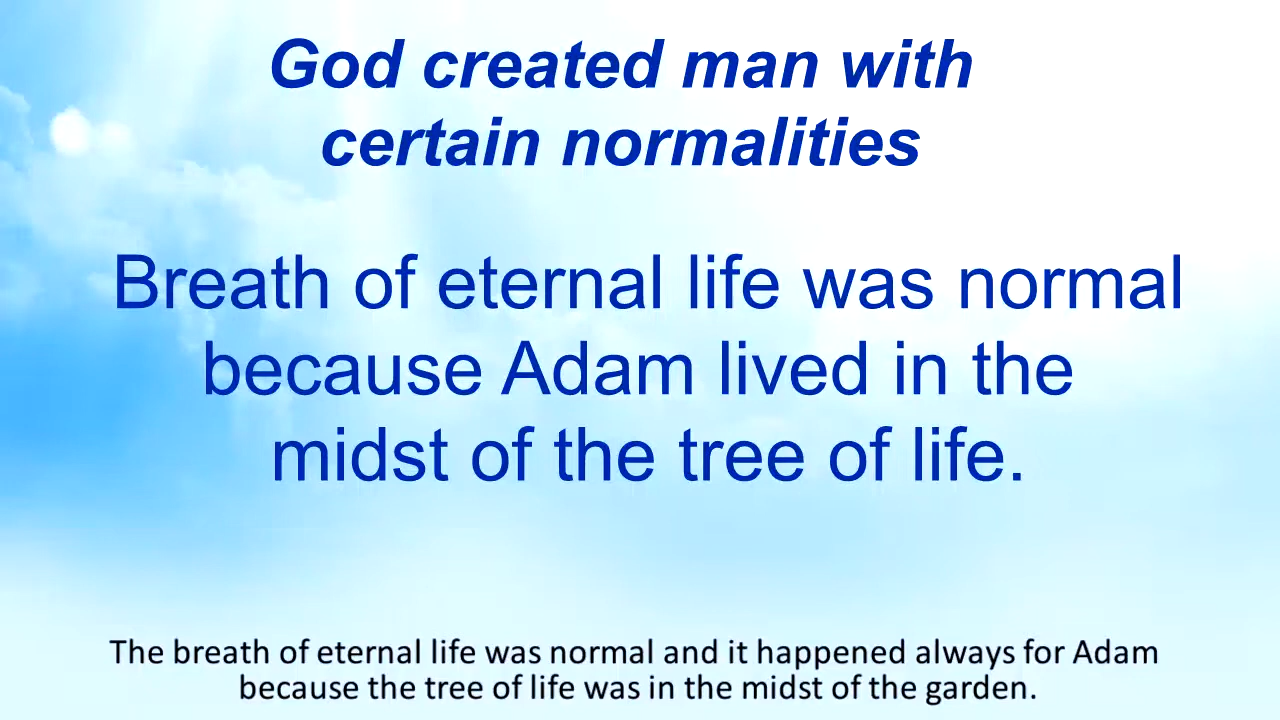 God created man with
certain normalities
Breath of eternal life was normal
because Adam lived in the
midst of the tree of life.
The breath of eternal life was normal and it happened always for Adam
because the tree of life was in the midst of the garden.